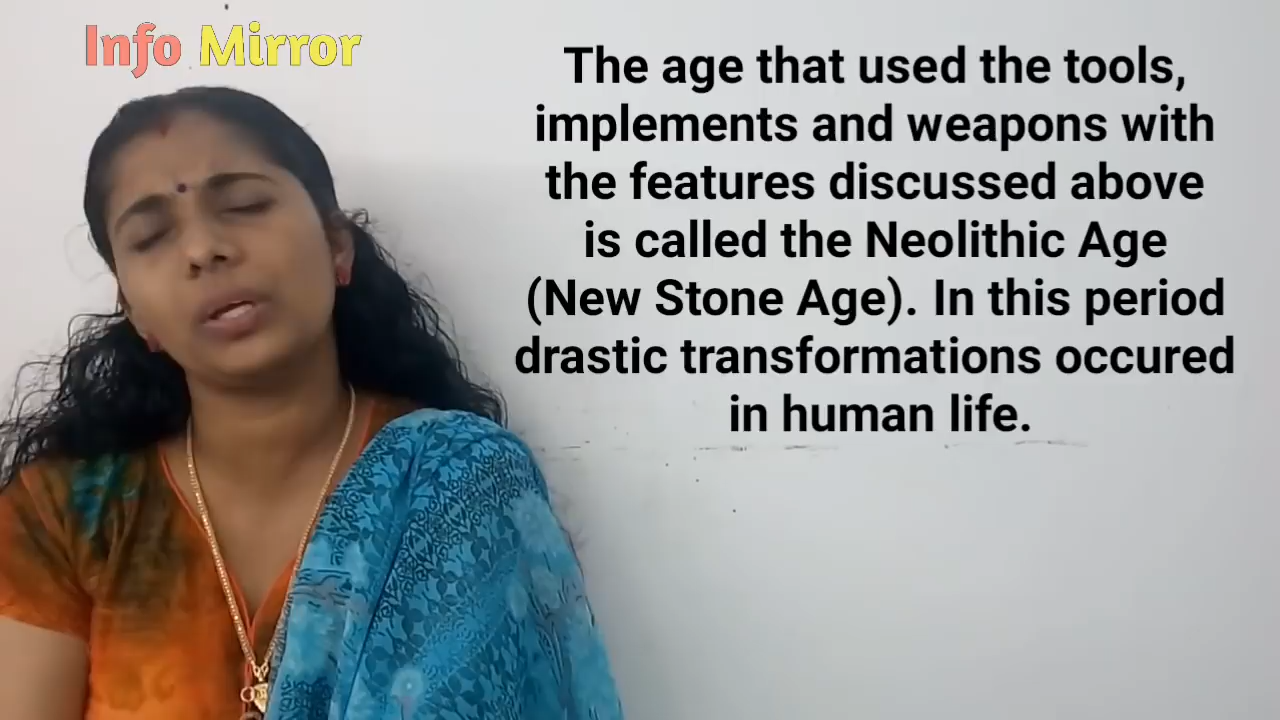 Info Mirror
The age that used the tools,
implements and weapons with
the features discussed above
is called the Neolithic Age
(New Stone Age). In this period
drastic transformations occured
in human life.